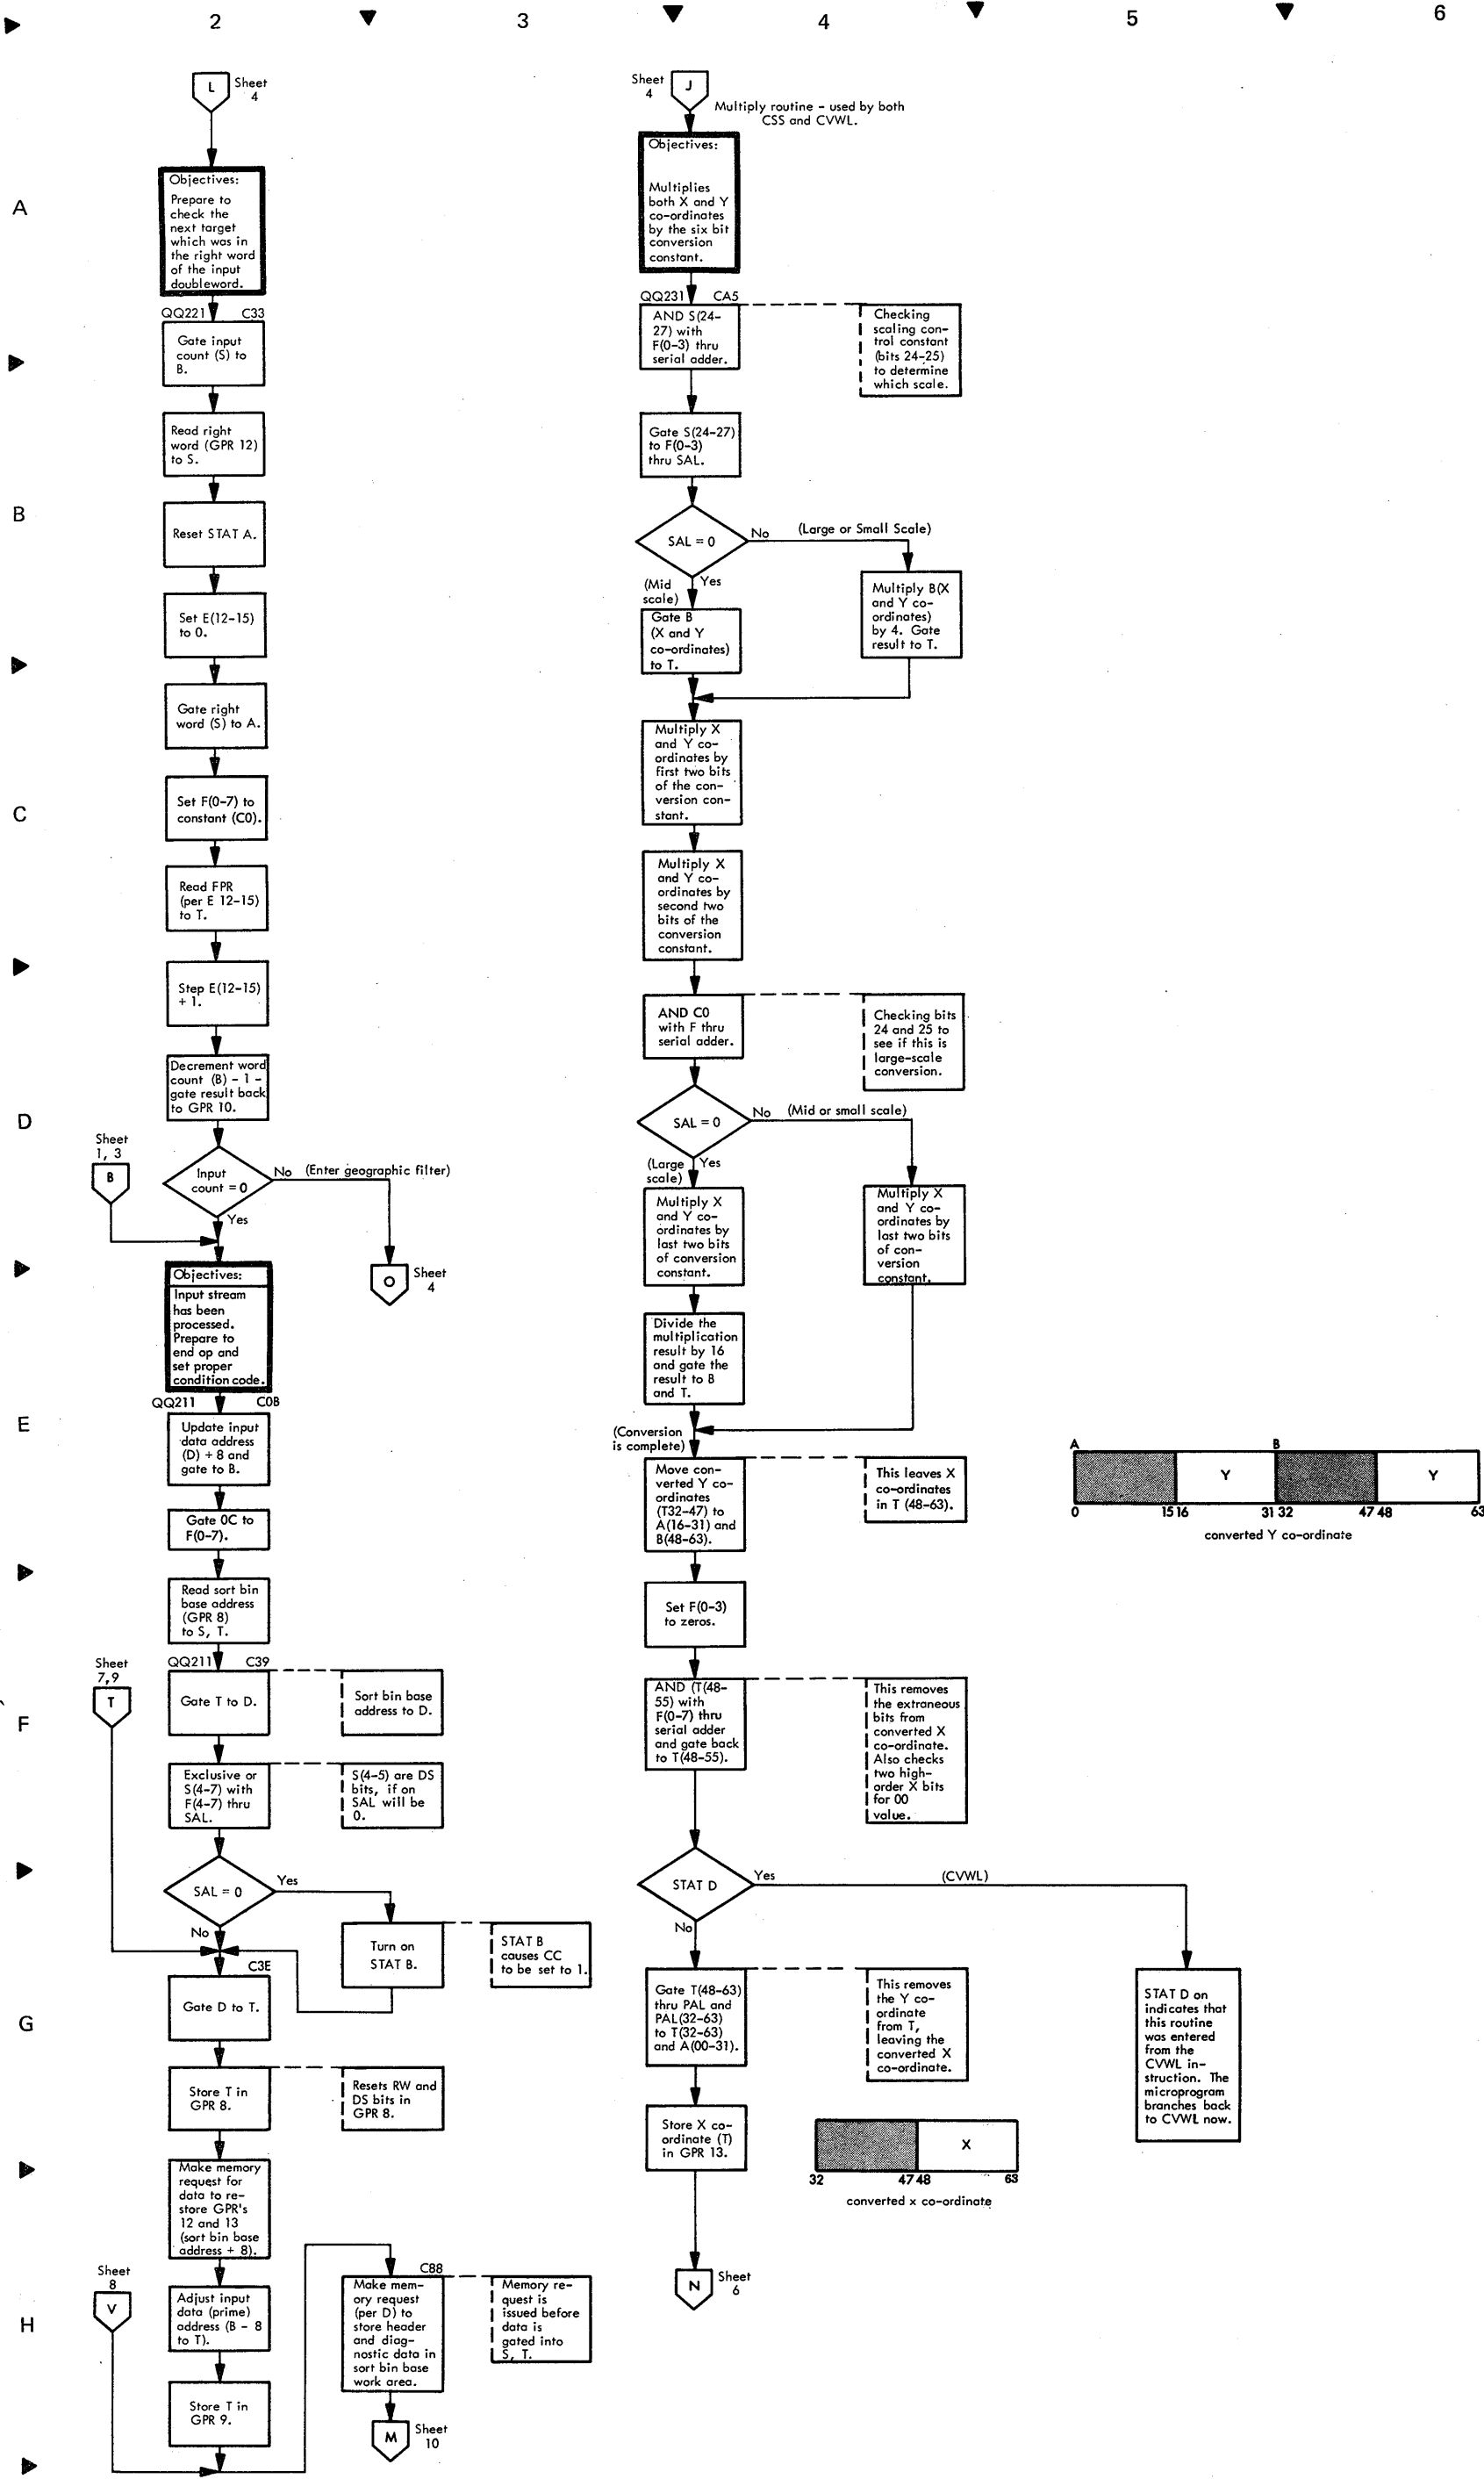 2 3 4 5 6
L
Sheet
4
Objectives:
Prepare to
check the
next target
which was in
the right word
of the input
doubleword.
QQ221 C33
Gate input
count (S) to
B.
Read right
word (GPR 12)
to S.
Reset STAT A.
Set E(12-15)
to 0.
Gate right
word (S) to A.
Set F(0-7) to
constant (C0).
Read FPR
(per E 12-15)
to T.
Step E(12-15)
+ 1.
Decrement word
count (B) - 1 -
gate result back
to GPR 10.
Sheet
1, 3
B
Input
count = 0
No (Enter geographic filter)
Yes
O
Sheet
4
Objectives:
Input stream
has been
processed.
Prepare to
end op and
set proper
condition code.
QQ211 C0B
Update input
data address
(D) + 8 and
gate to B.
Gate 0C to
F(0-7).
Read sort bin
base address
(GPR 8)
to S, T.
Sheet
7,9
T
QQ211 C39
Gate T to D.
Sort bin base
address to D.
Exclusive or
S(4-7) with
F(4-7) thru
SAL.
S(4-5) are DS
bits, if on
SAL will be
0.
SAL = 0
Yes
No
Turn on
STAT B.
STAT B
causes CC
to be set to 1.
C3E
Gate D to T.
Store T in
GPR 8.
Resets RW and
DS bits in
GPR 8.
Make memory
request for
data to re-
store GPR's
12 and 13
(sort bin base
address + 8).
Sheet
8
V
Adjust input
data (prime)
address (B - 8
to T).
Store T in
GPR 9.
C88
Make mem-
ory request
(per D) to
store header
and diag-
nostic data in
sort bin base
work area.
Memory re-
quest is
issued before
data is
gated into
S, T.
M
Sheet
10
Sheet
4
J
Multiply routine - used by both
CSS and CVWL.
Objectives:
Multiplies
both X and Y
co-ordinates
by the six bit
conversion
constant.
QQ231 CA5
AND S(24-
27) with
F(0-3) thru
serial adder.
Checking
scaling con-
trol constant
(bits 24-25)
to determine
which scale.
Gate S(24-27)
to F(0-3)
thru SAL.
SAL = 0
No (Large or Small Scale)
(Mid
scale)
Yes
Gate B
(X and Y
co-ordinates)
to T.
Multiply B(X
and Y co-
ordinates)
by 4. Gate
result to T.
Multiply X
and Y co-
ordinates by
first two bits
of the con-
version con-
stant.
Multiply X
and Y co-
ordinates by
second two
bits of the
conversion
constant.
AND C0
with F thru
serial adder.
Checking bits
24 and 25 to
see if this is
large-scale
conversion.
SAL = 0
No (Mid or small scale)
(Large
scale)
Yes
Multiply X
and Y co-
ordinates by
last two bits
of conversion
constant.
Multiply X
and Y co-
ordinates by
last two bits
of con-
version
constant.
Divide the
multiplication
result by 16
and gate the
result to B
and T.
(Conversion
is complete)
Move con-
verted Y co-
ordinates
(T32-47) to
A(16-31) and
B(48-63).
This leaves X
co-ordinates
in T (48-63).
A B
Y Y
0 15 16 31 32 47 48 63
converted Y co-ordinate
Set F(0-3)
to zeros.
AND (T(48-
55) with
F(0-7) thru
serial adder
and gate back
to T(48-55).
This removes
the extraneous
bits from
converted X
co-ordinate.
Also checks
two high-
order X bits
for 00
value.
STAT D
Yes
(CVWL)
No
Gate T(48-63)
thru PAL and
PAL(32-63)
to T(32-63)
and A(00-31).
This removes
the Y co-
ordinate
from T,
leaving the
converted X
co-ordinate.
STAT D on
indicates that
this routine
was entered
from the
CVWL in-
struction. The
microprogram
branches back
to CVWL now.
Store X co-
ordinate (T)
in GPR 13.
X
32 47 48 63
converted x co-ordinate
N
Sheet
6
A
B
C
D
E
F
G
H